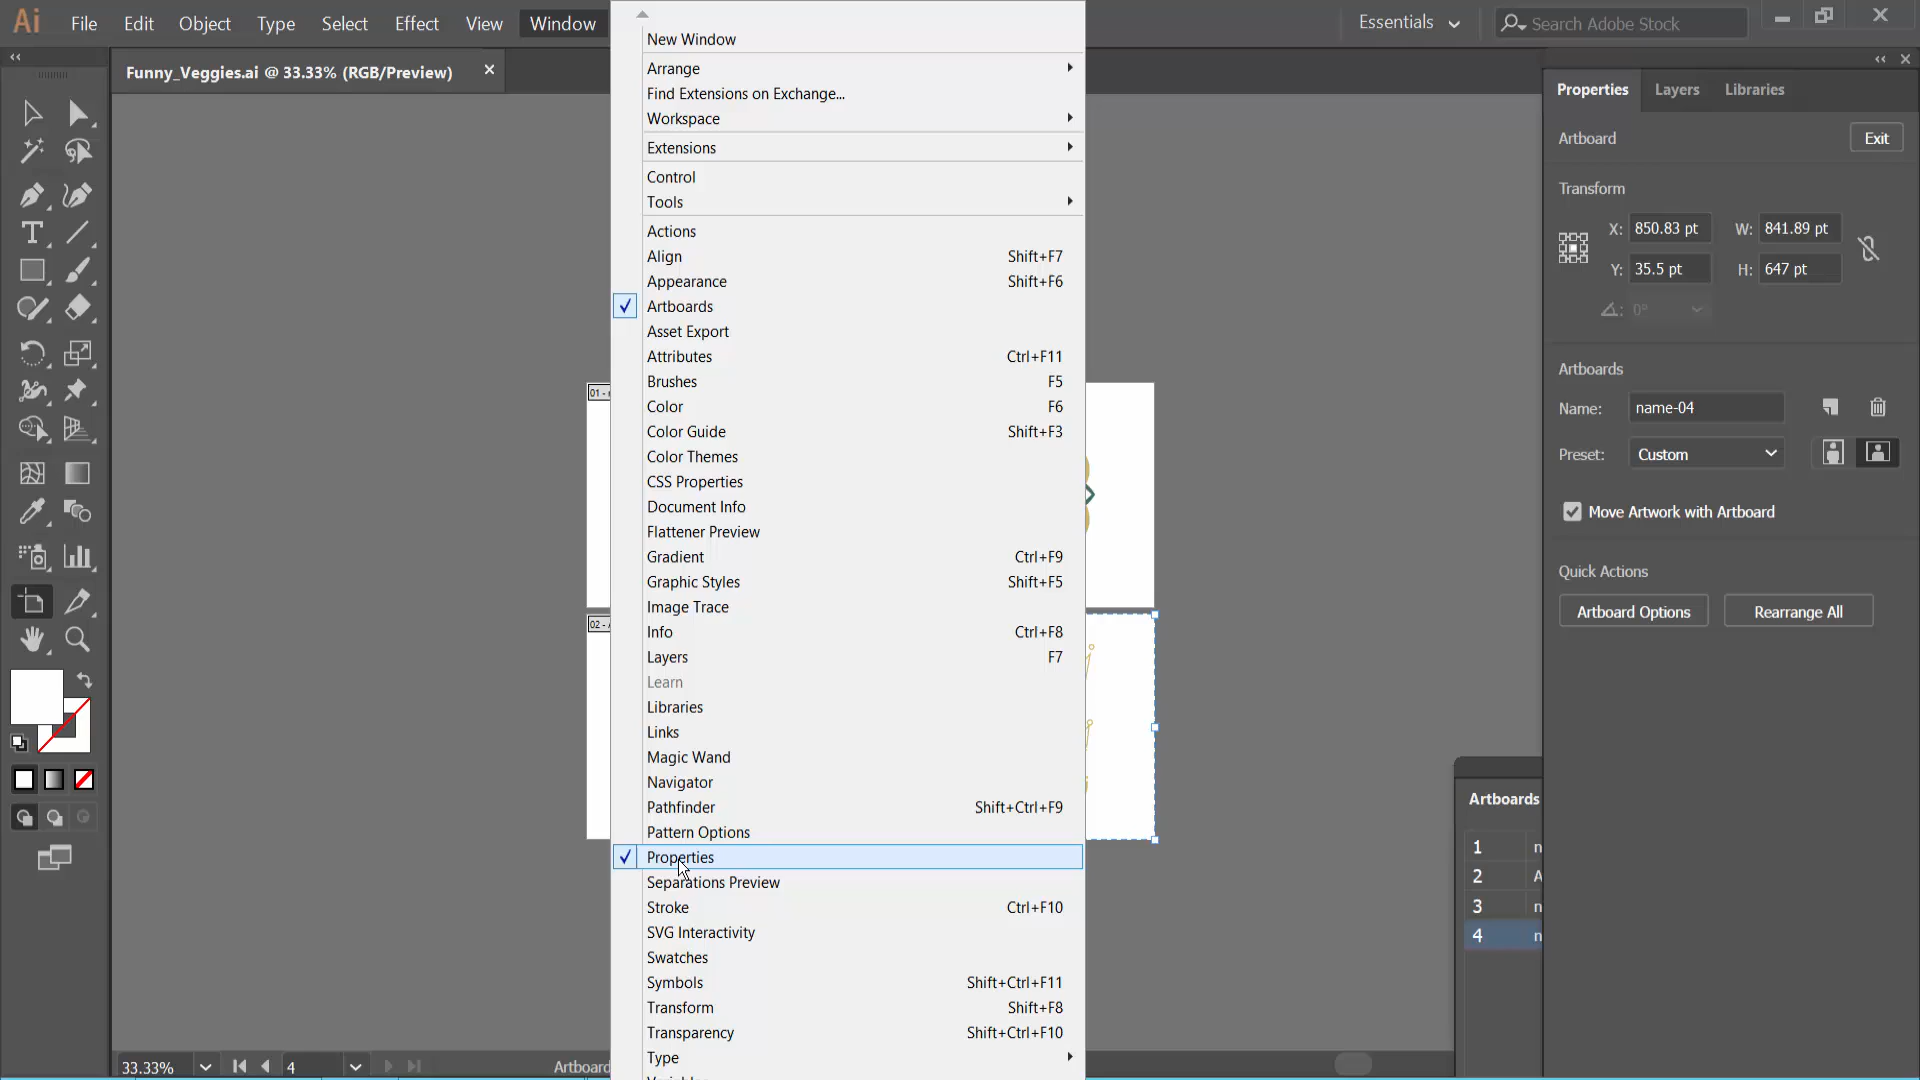 Ai File Edit Object Type Select Effect View Window Essentials Search Adobe Stock
Funny_Veggies.ai @ 33.33% (RGB/Preview)
New Window
Arrange
Find Extensions on Exchange...
Workspace
Extensions
Control
Tools
Actions
Align Shift+F7
Appearance Shift+F6
Artboards
Asset Export
Attributes Ctrl+F11
Brushes F5
Color F6
Color Guide Shift+F3
Color Themes
CSS Properties
Document Info
Flattener Preview
Gradient Ctrl+F9
Graphic Styles Shift+F5
Image Trace
Info Ctrl+F8
Layers F7
Learn
Libraries
Links
Magic Wand
Navigator
Pathfinder Shift+Ctrl+F9
Pattern Options
Properties
Separations Preview
Stroke Ctrl+F10
SVG Interactivity
Swatches
Symbols Shift+Ctrl+F11
Transform Shift+F8
Transparency Shift+Ctrl+F10
Type
01 -
02 -
Properties Layers Libraries
Artboard Exit
Transform
X: 850.83 pt W: 841.89 pt
Y: 35.5 pt H: 647 pt
0°
Artboards
Name: name-04
Preset: Custom
Move Artwork with Artboard
Quick Actions
Artboard Options Rearrange All
Artboards
1 n
2 A
3 n
4 n
33.33% 4 Artboard